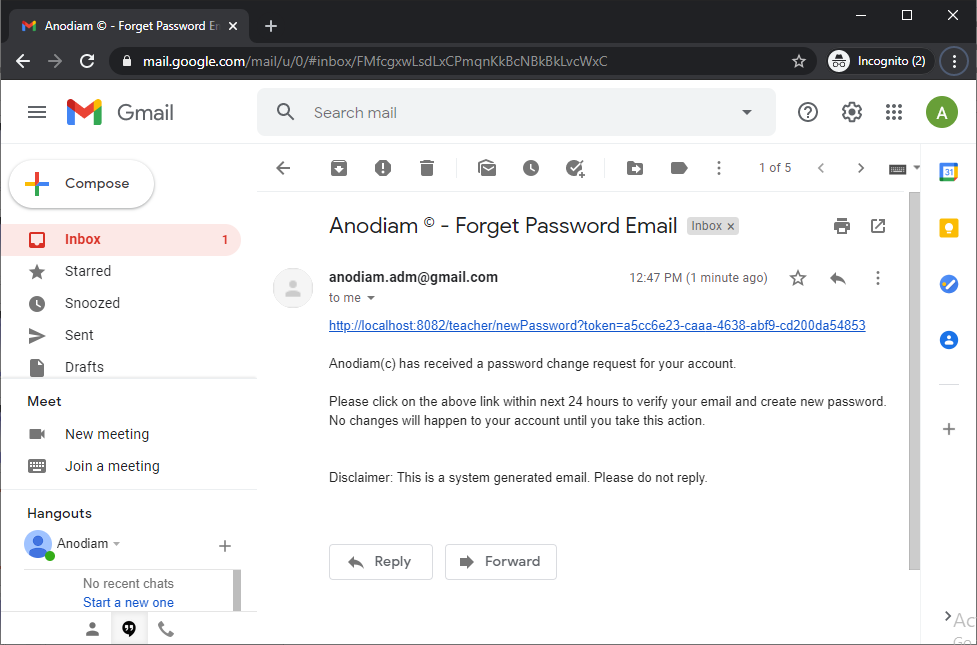 Anodiam © - Forget Password Em
mail.google.com/mail/u/0/#inbox/FMfcgxwLsdLxCPmqnKkBcNBkBkLvcWxC
Incognito (2)
Gmail
Search mail
A
Compose
1 of 5
31
Inbox 1
Starred
Snoozed
Sent
Drafts
Meet
New meeting
Join a meeting
Hangouts
Anodiam
No recent chats
Start a new one
Anodiam © - Forget Password Email
Inbox ×
anodiam.adm@gmail.com
12:47 PM (1 minute ago)
to me
http://localhost:8082/teacher/newPassword?token=a5cc6e23-caaa-4638-abf9-cd200da54853
Anodiam(c) has received a password change request for your account.
Please click on the above link within next 24 hours to verify your email and create new password.
No changes will happen to your account until you take this action.
Disclaimer: This is a system generated email. Please do not reply.
Reply
Forward
Ac